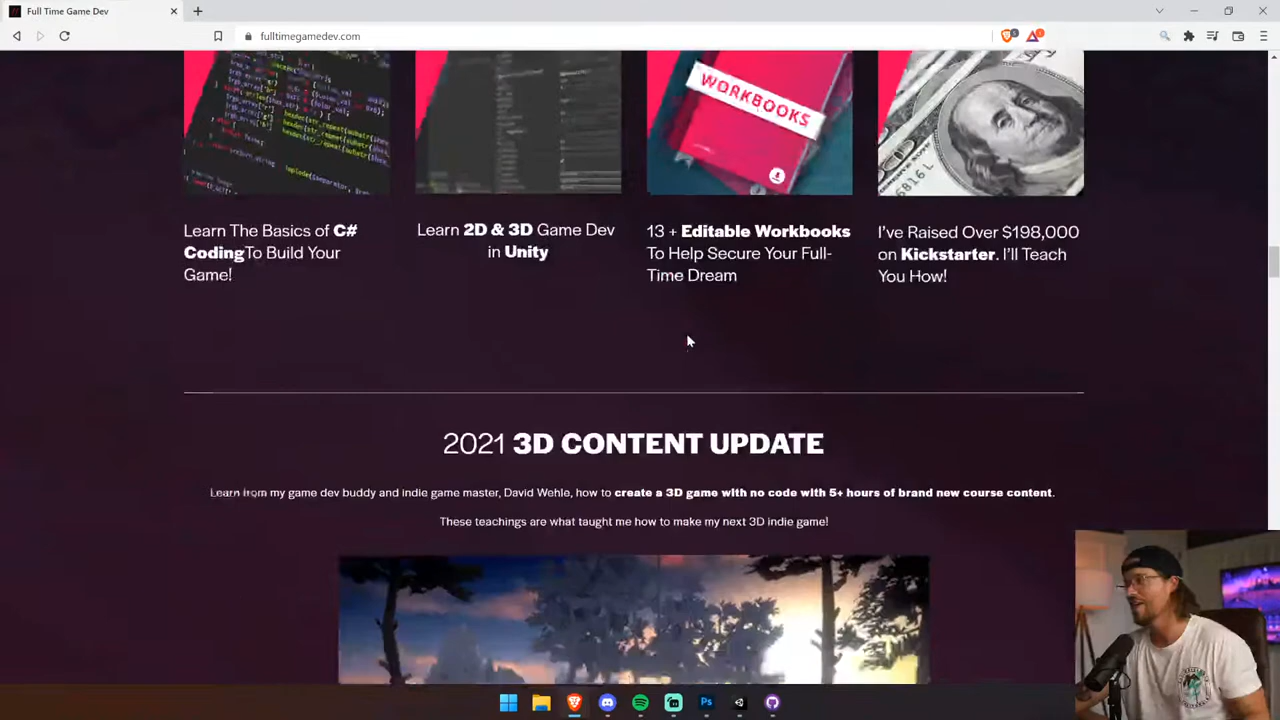 Full Time Game Dev
fulltimegamedev.com
WORKBOOKS
Learn The Basics of C#
CodingTo Build Your
Game!
Learn 2D & 3D Game Dev
in Unity
13 + Editable Workbooks
To Help Secure Your Full-
Time Dream
I've Raised Over $198,000
on Kickstarter. I'll Teach
You How!
2021 3D CONTENT UPDATE
Learn from my game dev buddy and indie game master, David Wehle, how to create a 3D game with no code with 5+ hours of brand new course content.
These teachings are what taught me how to make my next 3D indie game!
Ps